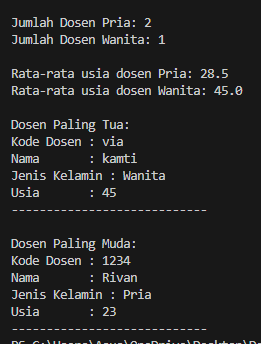 Jumlah Dosen Pria: 2
Jumlah Dosen Wanita: 1
Rata-rata usia dosen Pria: 28.5
Rata-rata usia dosen Wanita: 45.0
Dosen Paling Tua:
Kode Dosen : via
Nama : kamti
Jenis Kelamin : Wanita
Usia : 45
----------------------------
Dosen Paling Muda:
Kode Dosen : 1234
Nama : Rivan
Jenis Kelamin : Pria
Usia : 23
----------------------------